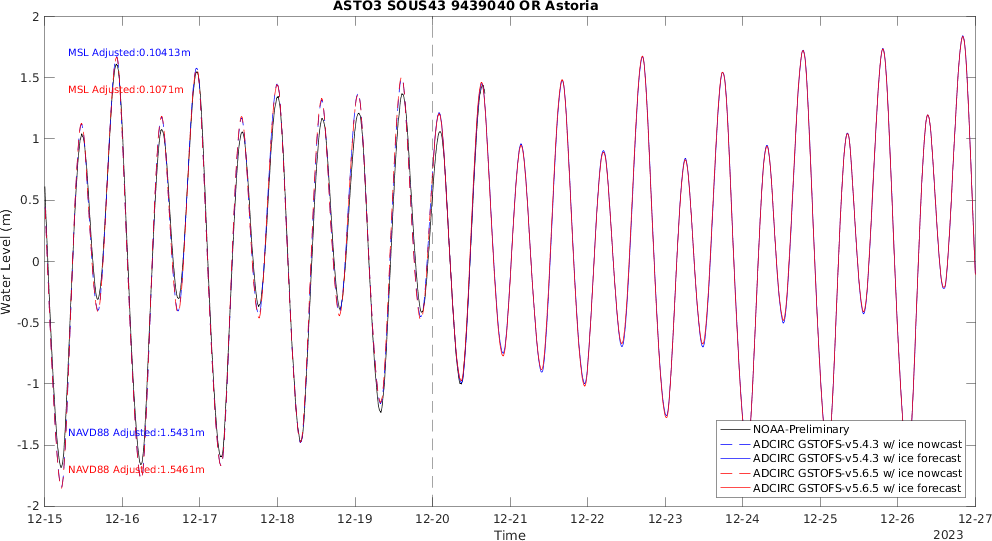 ASTO3 SOUS43 9439040 OR Astoria
2
1.5
1
0.5
0
-0.5
-1
-1.5
-2
Water Level (m)
MSL Adjusted:0.10413m
MSL Adjusted:0.1071m
NAVD88 Adjusted:1.5431m
NAVD88 Adjusted:1.5461m
NOAA-Preliminary
ADCIRC GSTOFS-v5.4.3 w/ ice nowcast
ADCIRC GSTOFS-v5.4.3 w/ ice forecast
ADCIRC GSTOFS-v5.6.5 w/ ice nowcast
ADCIRC GSTOFS-v5.6.5 w/ ice forecast
12-15 12-16 12-17 12-18 12-19 12-20 12-21 12-22 12-23 12-24 12-25 12-26 12-27
Time
2023